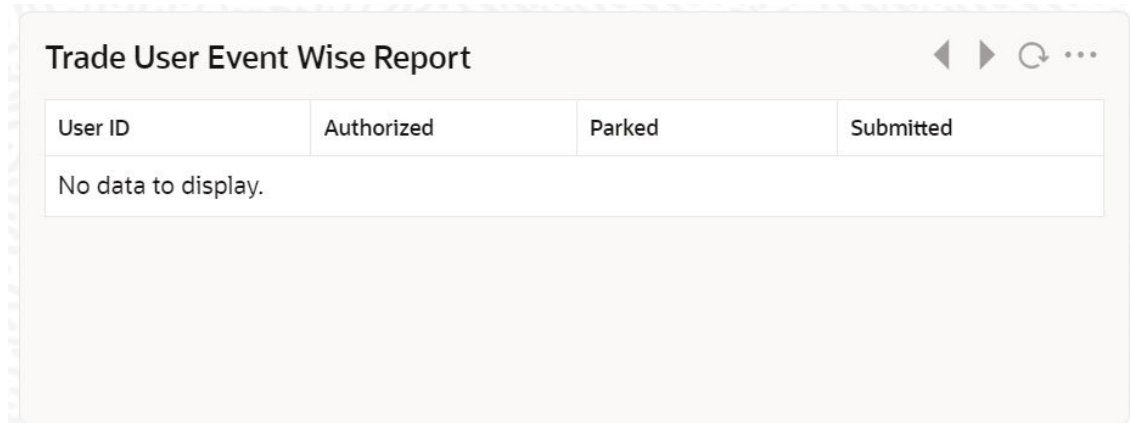 Trade User Event Wise Report
User ID Authorized Parked Submitted
No data to display.